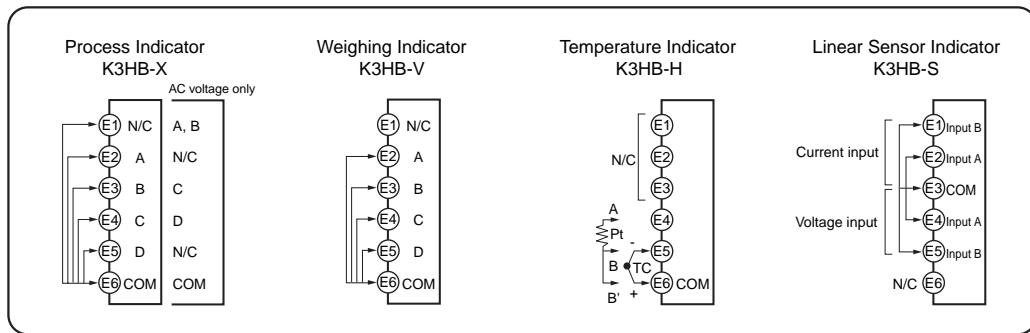 Process Indicator
K3HB-X
AC voltage only
E1 N/C A, B
E2 A N/C
E3 B C
E4 C D
E5 D N/C
E6 COM COM
Weighing Indicator
K3HB-V
E1 N/C
E2 A
E3 B
E4 C
E5 D
E6 COM
Temperature Indicator
K3HB-H
E1
N/C E2
E3
A E4
Pt
- E5
B TC
B' + E6 COM
Linear Sensor Indicator
K3HB-S
E1 Input B
Current input E2 Input A
E3 COM
Voltage input E4 Input A
E5 Input B
N/C E6